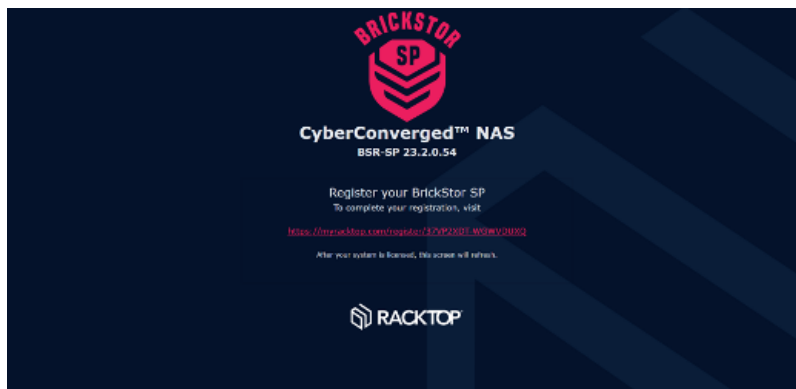 BRICKSTOR
SP
CyberConverged™ NAS
BSR-SP 23.2.0.54
Register your BrickStor SP
To complete your registration, visit
After your system is licensed, this screen will refresh.
RACKTOP